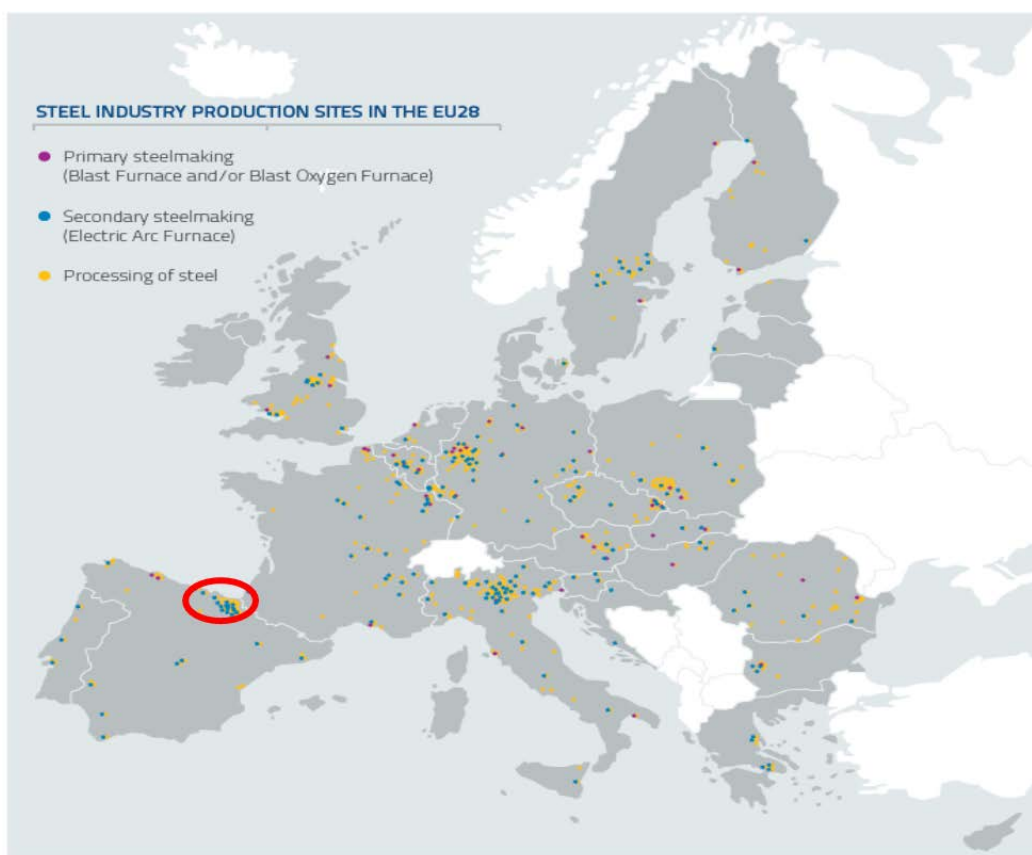 STEEL INDUSTRY PRODUCTION SITES IN THE EU28
Primary steelmaking
(Blast Furnace and/or Blast Oxygen Furnace)
Secondary steelmaking
(Electric Arc Furnace)
Processing of steel